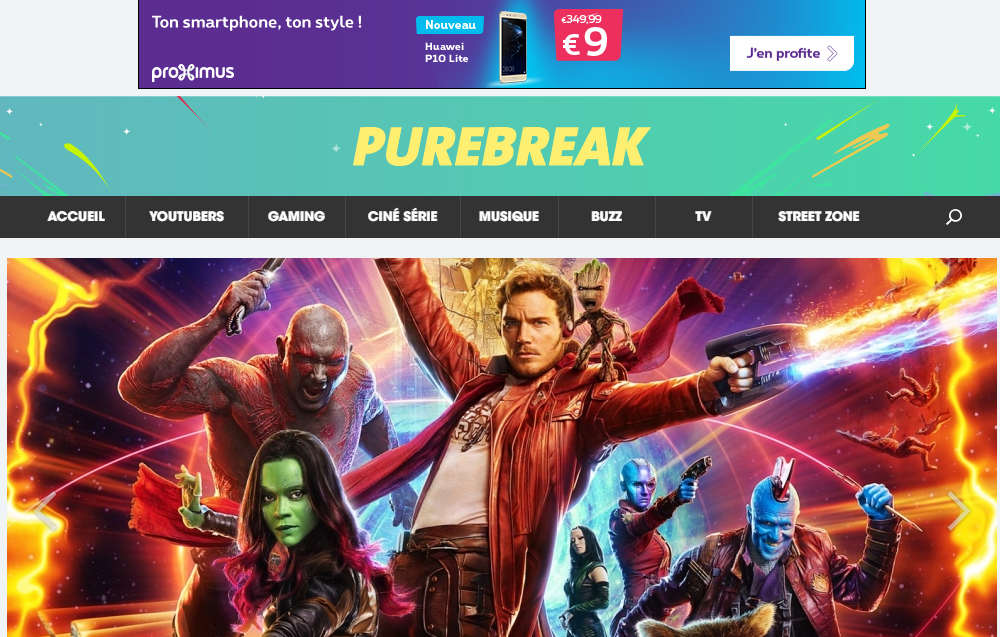 Ton smartphone, ton style !
proximus
Nouveau
Huawei
P10 Lite
€349,99
€9
J'en profite
PUREBREAK
ACCUEIL YOUTUBERS GAMING CINÉ SÉRIE MUSIQUE BUZZ TV STREET ZONE